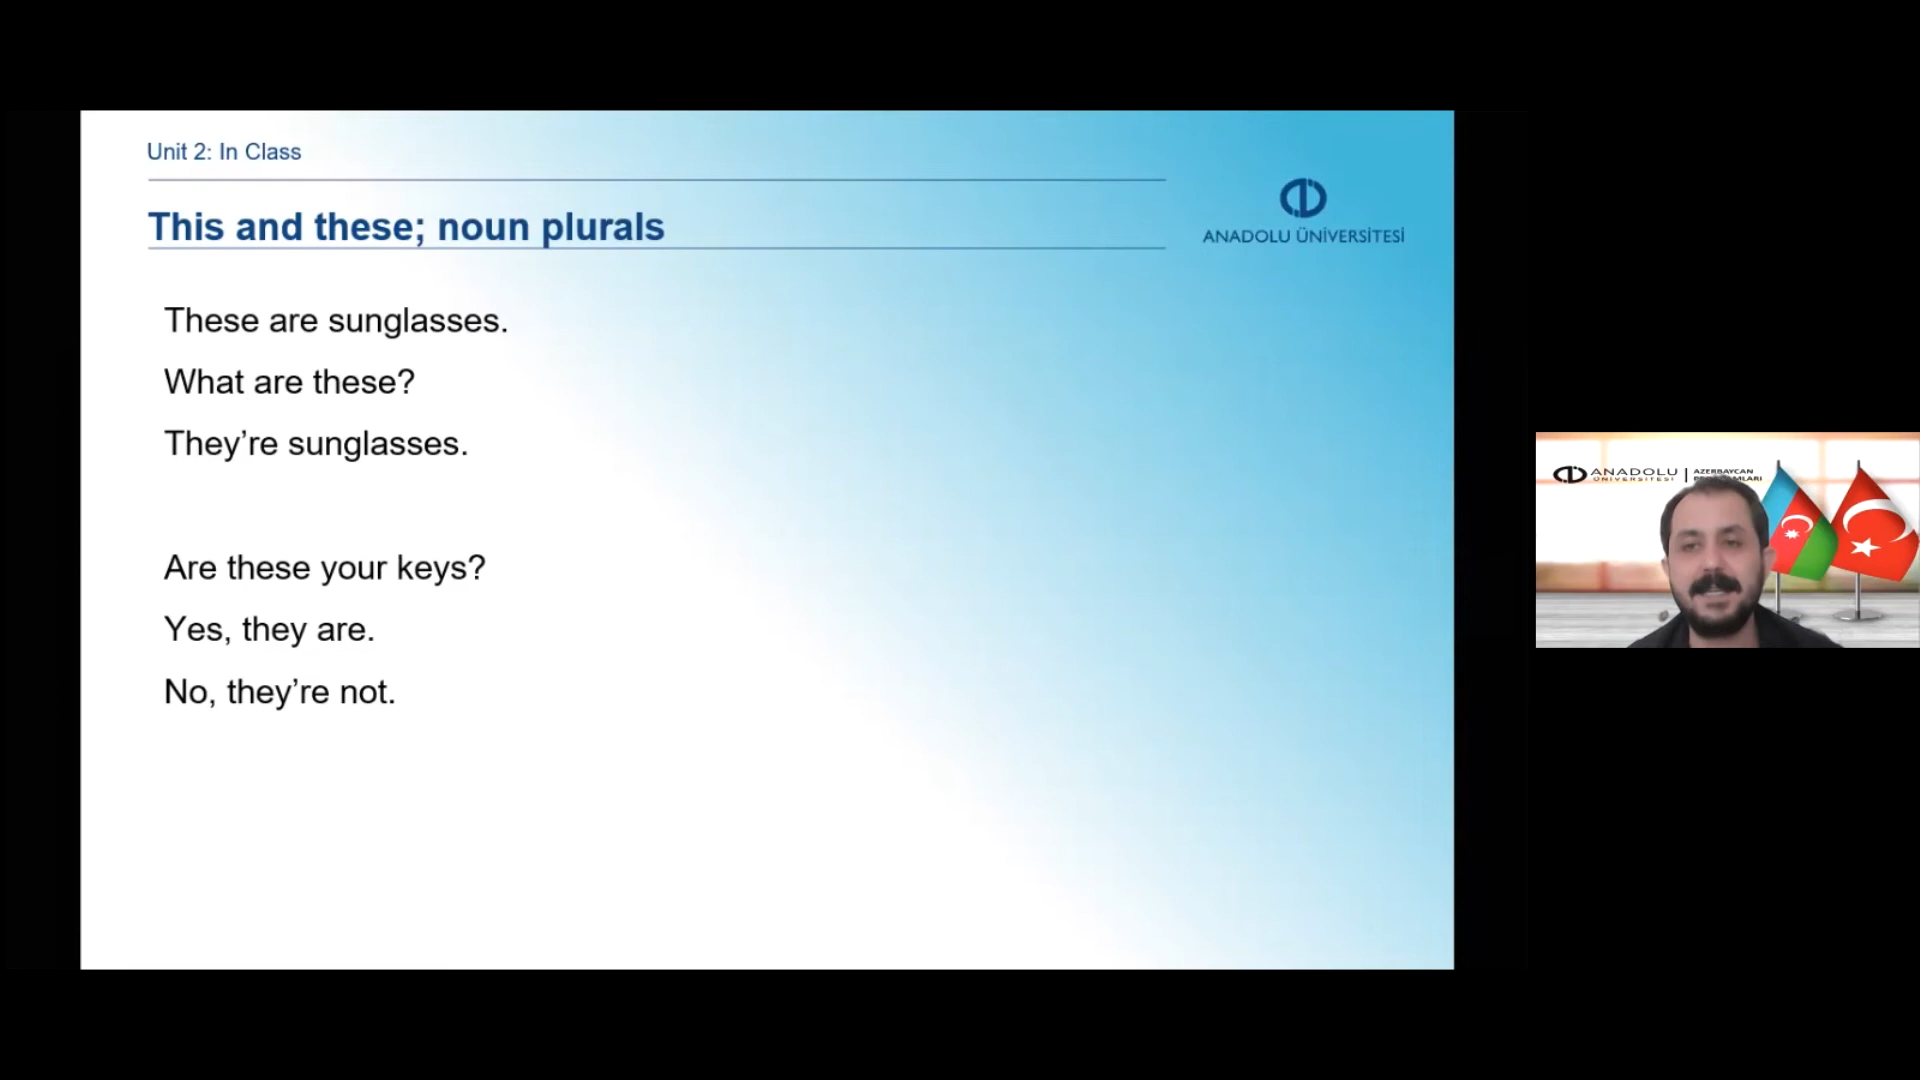 Unit 2: In Class
This and these; noun plurals
ANADOLU ÜNİVERSİTESİ
These are sunglasses.
What are these?
They’re sunglasses.
Are these your keys?
Yes, they are.
No, they’re not.
ANADOLU
ÜNİVERSİTESİ
AZERBAYCAN